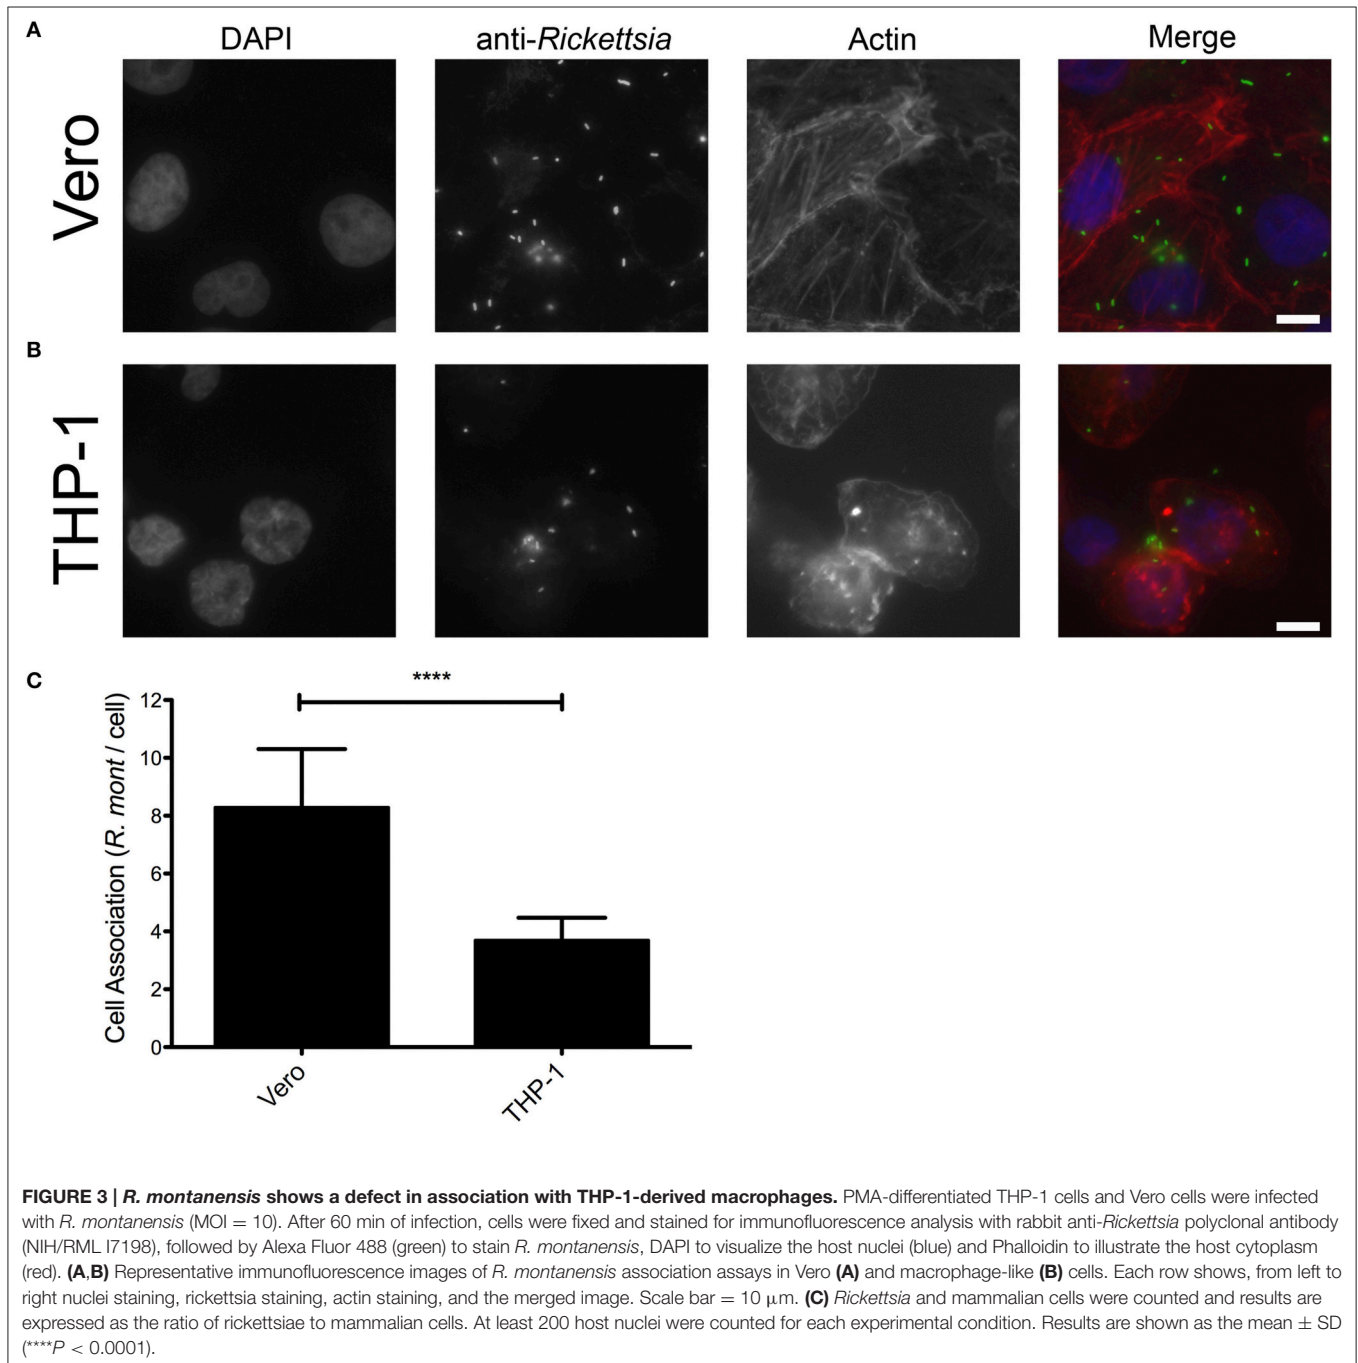 A
DAPI
anti-Rickettsia
Actin
Merge
Vero
B
THP-1
C
****
Cell Association (R. mont / cell)
12
10
8
6
4
2
0
Vero
THP-1
FIGURE 3 | R. montanensis shows a defect in association with THP-1-derived macrophages. PMA-differentiated THP-1 cells and Vero cells were infected
with R. montanensis (MOI = 10). After 60 min of infection, cells were fixed and stained for immunofluorescence analysis with rabbit anti-Rickettsia polyclonal antibody
(NIH/RML I7198), followed by Alexa Fluor 488 (green) to stain R. montanensis, DAPI to visualize the host nuclei (blue) and Phalloidin to illustrate the host cytoplasm
(red). (A,B) Representative immunofluorescence images of R. montanensis association assays in Vero (A) and macrophage-like (B) cells. Each row shows, from left to
right nuclei staining, rickettsia staining, actin staining, and the merged image. Scale bar = 10 μm. (C) Rickettsia and mammalian cells were counted and results are
expressed as the ratio of rickettsiae to mammalian cells. At least 200 host nuclei were counted for each experimental condition. Results are shown as the mean ± SD
(****P < 0.0001).